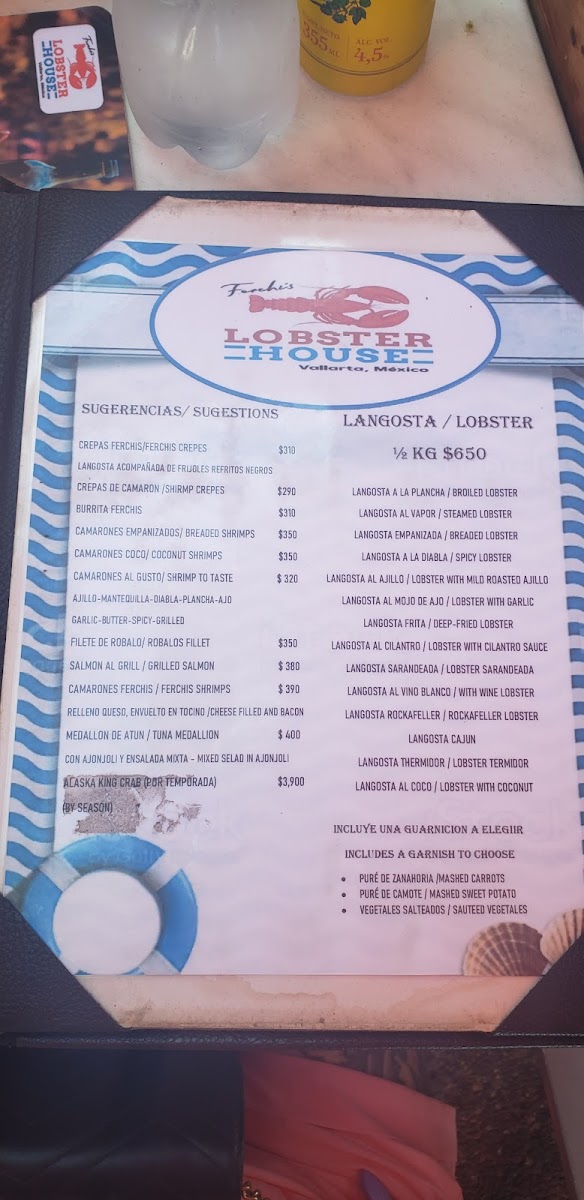 Ferchis
LOBSTER
HOUSE
355 ML
ALC. VOL
4,5%
Ferchi's
LOBSTER
HOUSE
Vallarta, México
SUGERENCIAS/ SUGESTIONS
CREPAS FERCHIS/FERCHIS CREPES $310
LANGOSTA ACOMPAÑADA DE FRIJOLES REFRITOS NEGROS
CREPAS DE CAMARON /SHIRMP CREPES $290
BURRITA FERCHIS $310
CAMARONES EMPANIZADOS/ BREADED SHRIMPS $350
CAMARONES COCO/ COCONUT SHRIMPS $350
CAMARONES AL GUSTO/ SHRIMP TO TASTE $ 320
AJILLO-MANTEQUILLA-DIABLA-PLANCHA-AJO
GARLIC-BUTTER-SPICY-GRILLED
FILETE DE ROBALO/ ROBALOS FILLET $350
SALMON AL GRILL / GRILLED SALMON $ 380
CAMARONES FERCHIS / FERCHIS SHRIMPS $ 390
RELLENO QUESO, ENVUELTO EN TOCINO /CHEESE FILLED AND BACON
MEDALLON DE ATUN / TUNA MEDALLION $ 400
CON AJONJOLI Y ENSALADA MIXTA - MIXED SELAD IN AJONJOLI
ALASKA KING CRAB (POR TEMPORADA) $3,900
(BY SEASON)
LANGOSTA / LOBSTER
½ KG $650
LANGOSTA A LA PLANCHA / BROILED LOBSTER
LANGOSTA AL VAPOR / STEAMED LOBSTER
LANGOSTA EMPANIZADA / BREADED LOBSTER
LANGOSTA A LA DIABLA / SPICY LOBSTER
LANGOSTA AL AJILLO / LOBSTER WITH MILD ROASTED AJILLO
LANGOSTA AL MOJO DE AJO / LOBSTER WITH GARLIC
LANGOSTA FRITA / DEEP-FRIED LOBSTER
LANGOSTA AL CILANTRO / LOBSTER WITH CILANTRO SAUCE
LANGOSTA SARANDEADA / LOBSTER SARANDEADA
LANGOSTA AL VINO BLANCO / WITH WINE LOBSTER
LANGOSTA ROCKAFELLER / ROCKAFELLER LOBSTER
LANGOSTA CAJUN
LANGOSTA THERMIDOR / LOBSTER TERMIDOR
LANGOSTA AL COCO / LOBSTER WITH COCONUT
INCLUYE UNA GUARNICION A ELEGIIR
INCLUDES A GARNISH TO CHOOSE
• PURÉ DE ZANAHORIA /MASHED CARROTS
• PURÉ DE CAMOTE / MASHED SWEET POTATO
• VEGETALES SALTEADOS / SAUTEED VEGETALES